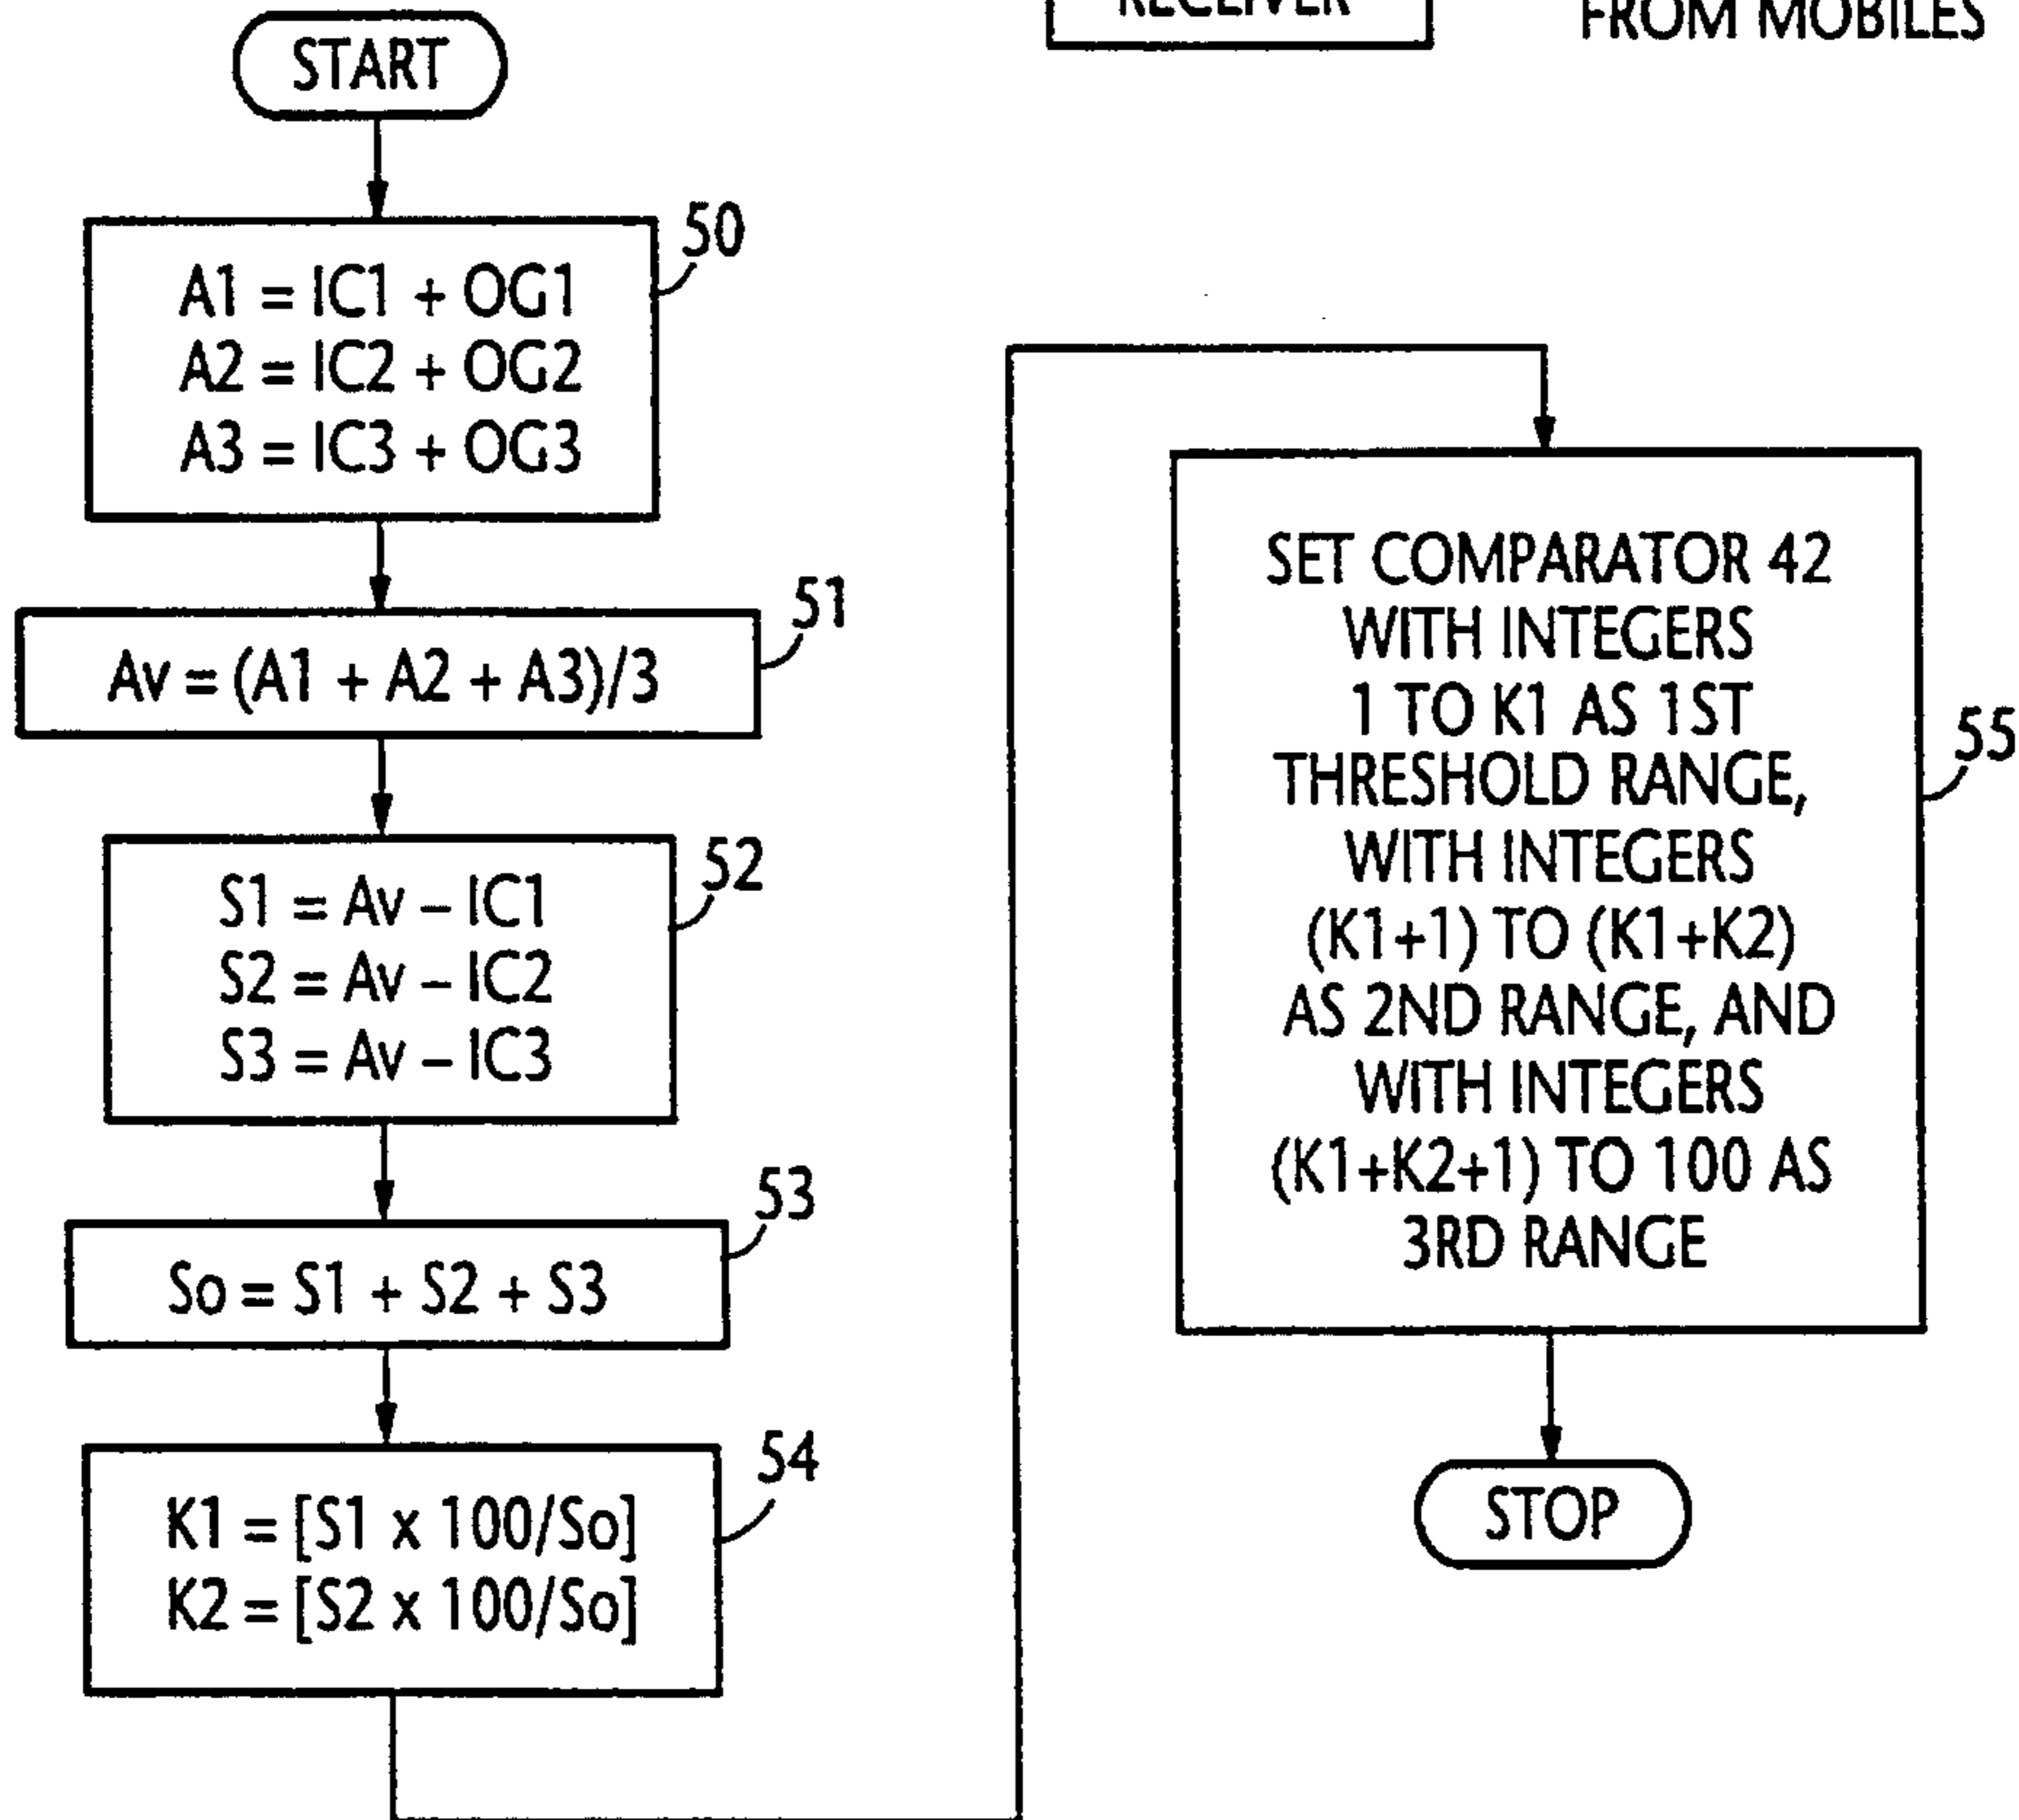 RECEIVER
FROM MOBILES
START
50
A1 = IC1 + OG1
A2 = IC2 + OG2
A3 = IC3 + OG3
51
Av = (A1 + A2 + A3)/3
52
S1 = Av – IC1
S2 = Av – IC2
S3 = Av – IC3
53
So = S1 + S2 + S3
54
K1 = [S1 x 100/So]
K2 = [S2 x 100/So]
55
SET COMPARATOR 42
WITH INTEGERS
1 TO K1 AS 1ST
THRESHOLD RANGE,
WITH INTEGERS
(K1+1) TO (K1+K2)
AS 2ND RANGE, AND
WITH INTEGERS
(K1+K2+1) TO 100 AS
3RD RANGE
STOP